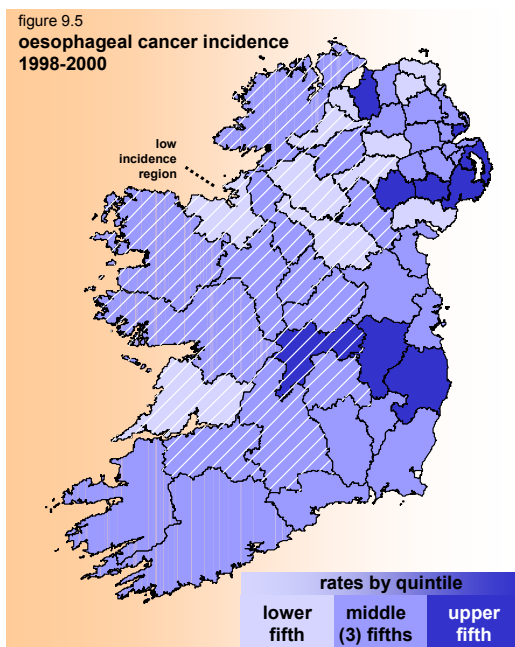 figure 9.5
oesophageal cancer incidence
1998-2000
low
incidence
region
rates by quintile
lower
fifth
middle
(3) fifths
upper
fifth